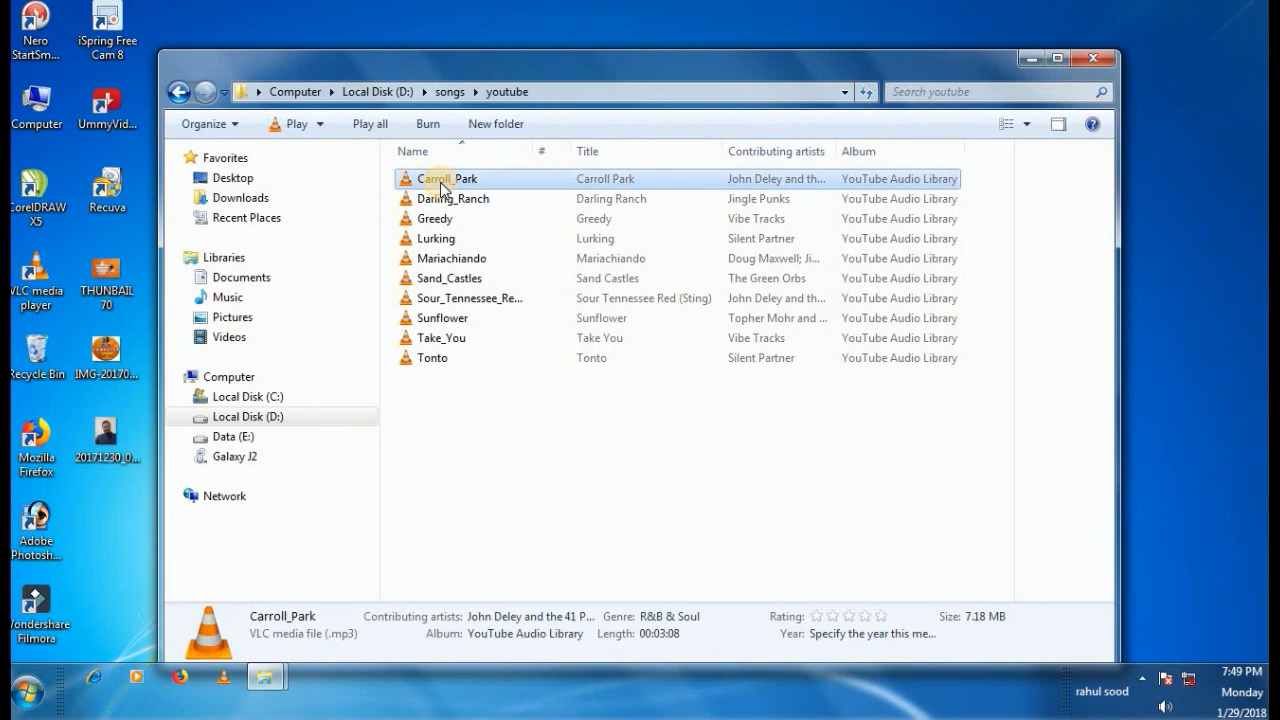 Nero
StartSm...
iSpring Free
Cam 8
Computer
UmmyVid...
CorelDRAW
X5
Recuva
VLC media
player
THUNBAIL
70
Recycle Bin
IMG-20170...
Mozilla
Firefox
20171230_0...
Adobe
Photosh...
Wondershare
Filmora
Computer Local Disk (D:) songs youtube
Search youtube
Organize Play Play all Burn New folder
Favorites
Desktop
Downloads
Recent Places
Libraries
Documents
Music
Pictures
Videos
Computer
Local Disk (C:)
Local Disk (D:)
Data (E:)
Galaxy J2
Network
Name # Title Contributing artists Album
Carroll_Park Carroll Park John Deley and the... YouTube Audio Library
Darling_Ranch Darling Ranch Jingle Punks YouTube Audio Library
Greedy Greedy Vibe Tracks YouTube Audio Library
Lurking Lurking Silent Partner YouTube Audio Library
Mariachiando Mariachiando Doug Maxwell; Ji... YouTube Audio Library
Sand_Castles Sand Castles The Green Orbs YouTube Audio Library
Sour_Tennessee_Re... Sour Tennessee Red (Sting) John Deley and the... YouTube Audio Library
Sunflower Sunflower Topher Mohr and ... YouTube Audio Library
Take_You Take You Vibe Tracks YouTube Audio Library
Tonto Tonto Silent Partner YouTube Audio Library
Carroll_Park Contributing artists: John Deley and the 41 P... Genre: R&B & Soul Rating: Size: 7.18 MB
VLC media file (.mp3) Album: YouTube Audio Library Length: 00:03:08 Year: Specify the year this me...
rahul sood
7:49 PM
Monday
1/29/2018